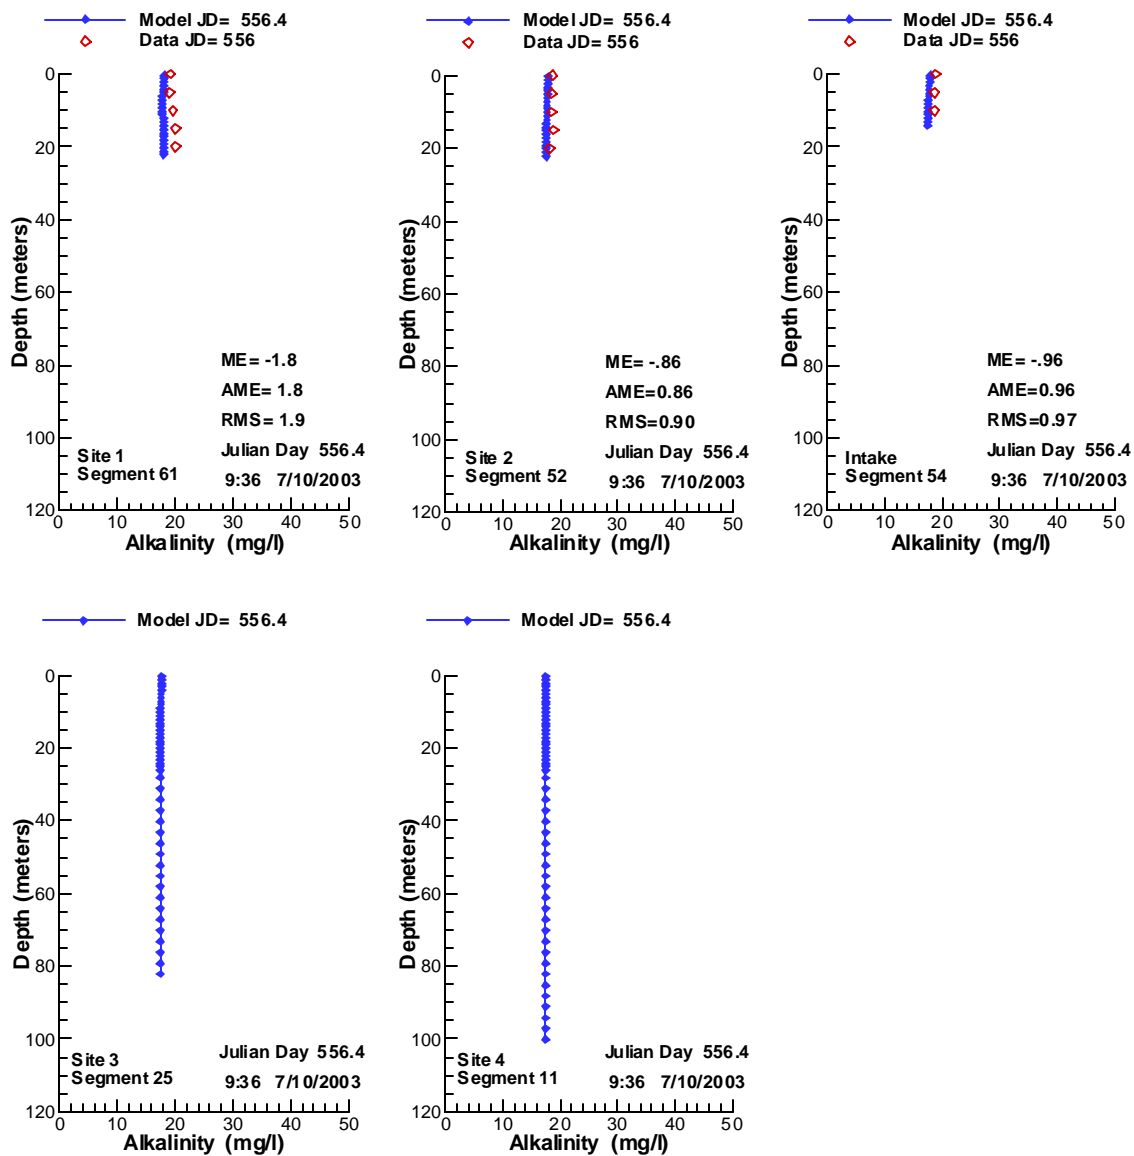 Model JD= 556.4
Data JD= 556
0
20
40
60
80
100
120
Depth (meters)
ME= -1.8
AME= 1.8
RMS= 1.9
Julian Day 556.4
9:36 7/10/2003
Site 1
Segment 61
0 10 20 30 40 50
Alkalinity (mg/l)
Model JD= 556.4
Data JD= 556
0
20
40
60
80
100
120
Depth (meters)
ME= -.86
AME=0.86
RMS=0.90
Julian Day 556.4
9:36 7/10/2003
Site 2
Segment 52
0 10 20 30 40 50
Alkalinity (mg/l)
Model JD= 556.4
Data JD= 556
0
20
40
60
80
100
120
Depth (meters)
ME= -.96
AME=0.96
RMS=0.97
Julian Day 556.4
9:36 7/10/2003
Intake
Segment 54
0 10 20 30 40 50
Alkalinity (mg/l)
Model JD= 556.4
0
20
40
60
80
100
120
Depth (meters)
Julian Day 556.4
9:36 7/10/2003
Site 3
Segment 25
0 10 20 30 40 50
Alkalinity (mg/l)
Model JD= 556.4
0
20
40
60
80
100
120
Depth (meters)
Julian Day 556.4
9:36 7/10/2003
Site 4
Segment 11
0 10 20 30 40 50
Alkalinity (mg/l)